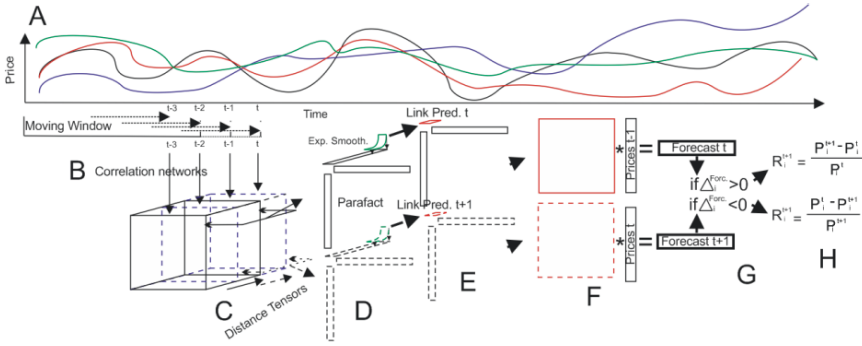 A
Price
t-3 t-2 t-1 t
Time
Moving Window
t-3 t-2 t-1 t
B
Correlation networks
C
Distance Tensors
Exp. Smooth.
Link Pred. t
Parafact
Link Pred. t+1
D
E
F
* Prices t-1 = Forecast t
if Δ_i^Forc. >0
if Δ_i^Forc. <0
* Prices t = Forecast t+1
G
R_i^t+1 = (P_i^t+1 - P_i^t) / P_i^t
R_i^t+1 = (P_i^t - P_i^t+1) / P_i^t+1
H